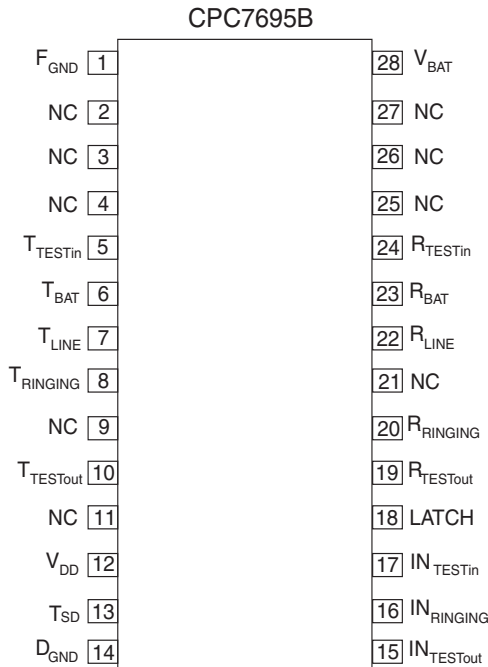 CPC7695B
F_GND 1
28 V_BAT
NC 2
27 NC
NC 3
26 NC
NC 4
25 NC
T_TESTin 5
24 R_TESTin
T_BAT 6
23 R_BAT
T_LINE 7
22 R_LINE
T_RINGING 8
21 NC
NC 9
20 R_RINGING
T_TESTout 10
19 R_TESTout
NC 11
18 LATCH
V_DD 12
17 IN_TESTin
T_SD 13
16 IN_RINGING
D_GND 14
15 IN_TESTout